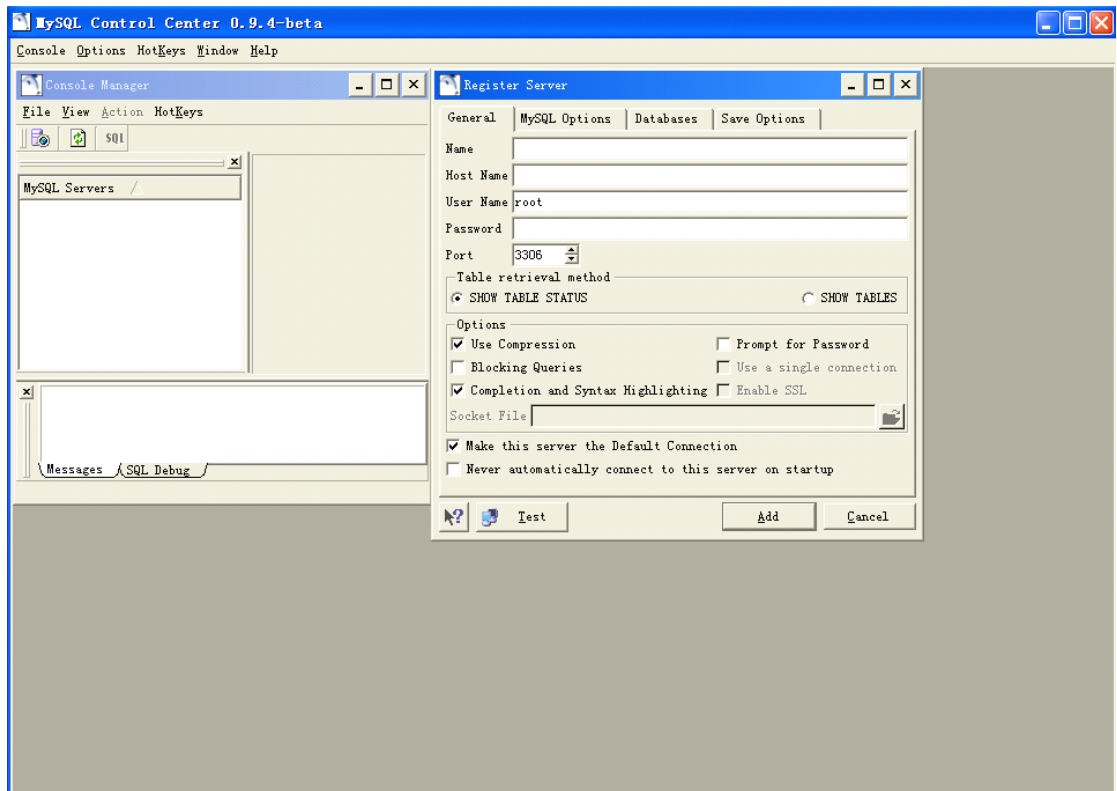 MySQL Control Center 0.9.4-beta
Console Options HotKeys Window Help
Console Manager
File View Action HotKeys
SQL
MySQL Servers
Messages SQL Debug
Register Server
General MySQL Options Databases Save Options
Name
Host Name
User Name root
Password
Port 3306
Table retrieval method
SHOW TABLE STATUS SHOW TABLES
Options
Use Compression Prompt for Password
Blocking Queries Use a single connection
Completion and Syntax Highlighting Enable SSL
Socket File
Make this server the Default Connection
Never automatically connect to this server on startup
? Test Add Cancel